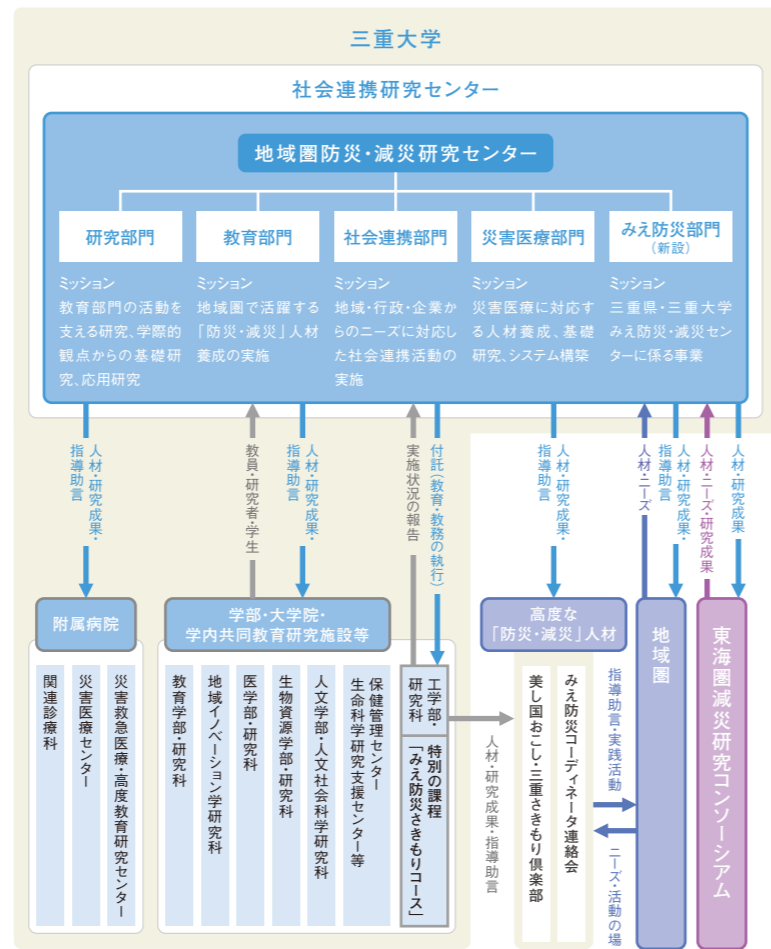 三重大学
社会連携研究センター
地域圏防災・減災研究センター
研究部門
ミッション
教育部門の活動を
支える研究、学際的
観点からの基礎研
究、応用研究
教育部門
ミッション
地域圏で活躍する
「防災・減災」人材
養成の実施
社会連携部門
ミッション
地域・行政・企業か
らのニーズに対応し
た社会連携活動の
実施
災害医療部門
ミッション
災害医療に対応す
る人材養成、基礎
研究、システム構築
みえ防災部門
（新設）
ミッション
三重県・三重大学
みえ防災・減災セン
ターに係る事業
人材・研究成果・
指導助言
教員・研究者・学生
人材・研究成果・
指導助言
実施状況の報告
付託（教育・教務の執行）
人材・研究成果・
指導助言
人材・ニーズ
人材・研究成果・
指導助言
人材・ニーズ・研究成果
人材・研究成果
附属病院
関連診療科
災害医療センター
災害救急医療・高度教育研究センター
学部・大学院・
学内共同教育研究施設等
教育学部・研究科
地域イノベーション学研究科
医学部・研究科
生物資源学部・研究科
人文学部・人文社会科学研究科
保健管理センター
生命科学研究支援センター等
工学部・
研究科
特別の課程
「みえ防災さきもりコース」
人材・研究成果・指導助言
高度な
「防災・減災」人材
みえ防災コーディネータ連絡会
美し国おこし・三重さきもり倶楽部
指導助言・実践活動
ニーズ・活動の場
地域圏
東海圏減災研究コンソーシアム